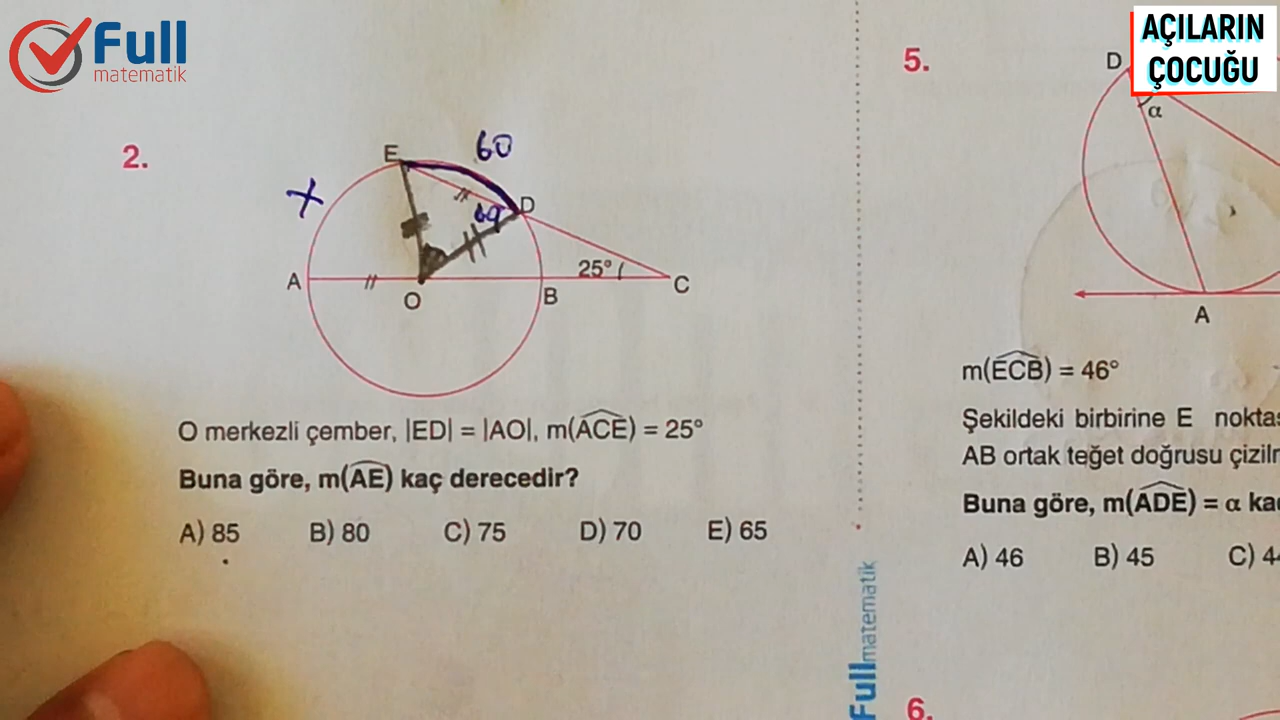 Full
matematik
AÇILARIN
ÇOCUĞU
2.
E
60
D
60
x
A
O
B
25°
C
O merkezli çember, |ED| = |AO|, m(ACE) = 25°
Buna göre, m(AE) kaç derecedir?
A) 85 B) 80 C) 75 D) 70 E) 65
Full matematik
5.
D
α
A
m(ECB) = 46°
Şekildeki birbirine E
AB ortak teğet doğrusu
Buna göre, m(ADE) = α
A) 46 B) 45 C)
6.